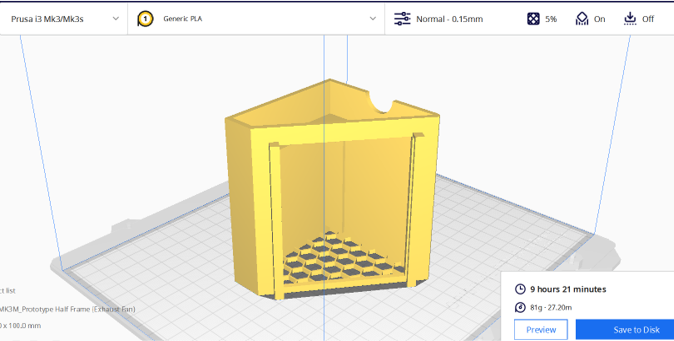 Prusa i3 Mk3/Mk3s
1
Generic PLA
Normal - 0.15mm
5%
On
Off
ct list
MK3M_Prototype Half Frame (Exhaust Fan)
x 100.0 mm
9 hours 21 minutes
81g · 27.20m
Preview
Save to Disk